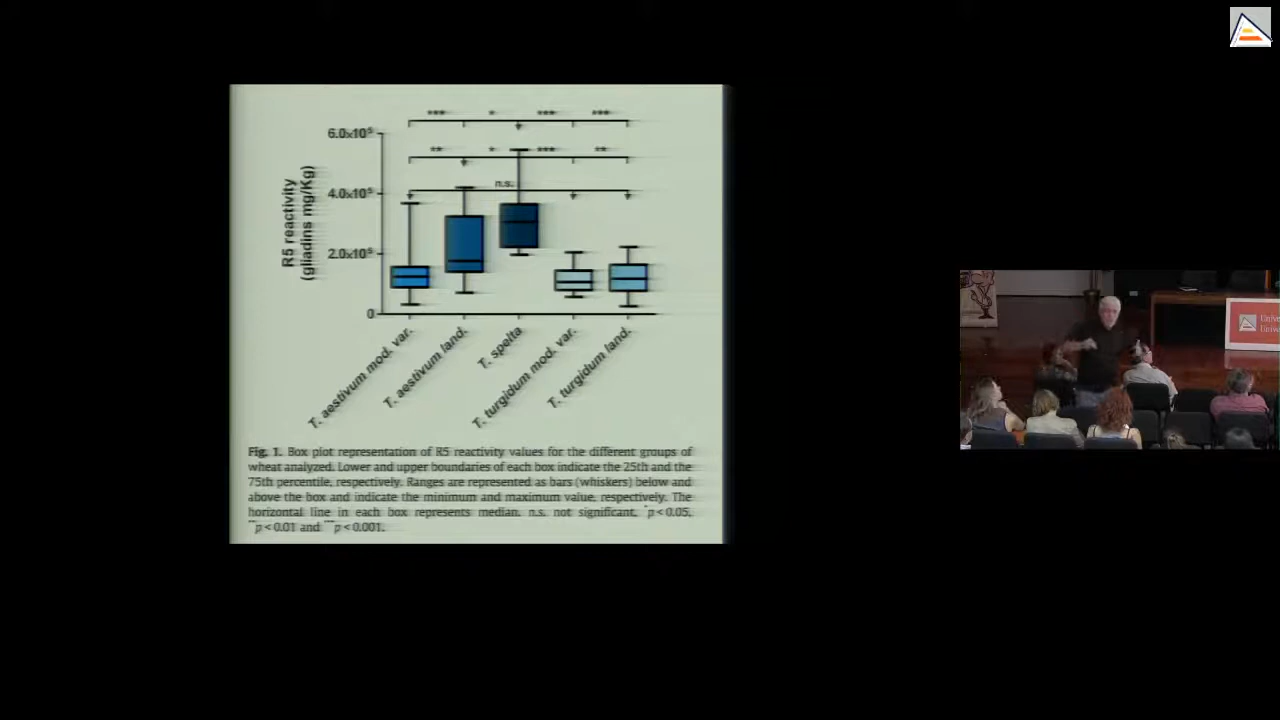 *** * *** ***
6.0x10⁵
** * *** **
n.s.
4.0x10⁵
R5 reactivity
(gliadins mg/Kg)
2.0x10⁵
0
T. aestivum mod. var.
T. aestivum land.
T. spelta
T. turgidum mod. var.
T. turgidum land.
Fig. 1. Box plot representation of R5 reactivity values for the different groups of
wheat analyzed. Lower and upper boundaries of each box indicate the 25th and the
75th percentile, respectively. Ranges are represented as bars (whiskers) below and
above the box and indicate the minimum and maximum value, respectively. The
horizontal line in each box represents median. n.s. not significant, *p<0.05,
**p<0.01 and ***p<0.001.